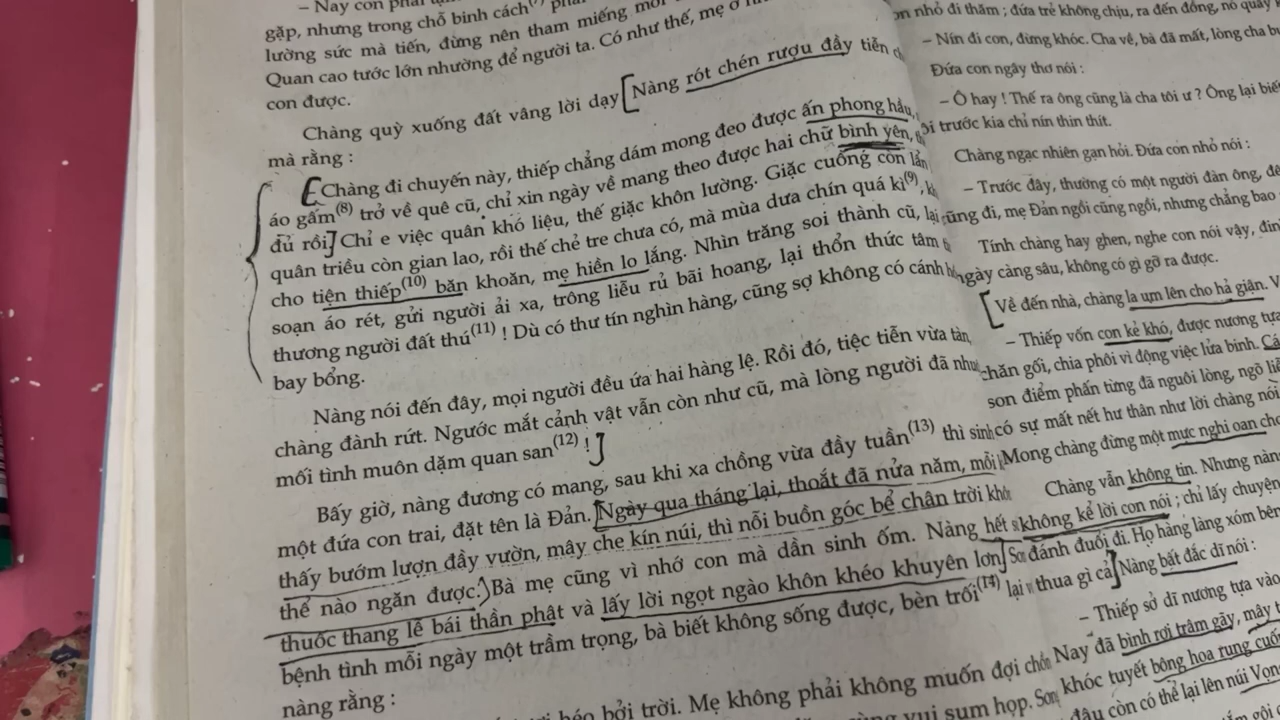 – Nay con phải
gặp, nhưng trong chỗ binh cách(7)
lường sức mà tiến, đừng nên tham miếng mồi
Quan cao tước lớn nhường để người ta. Có như thế, mẹ ở
con được.
Chàng quỳ xuống đất vâng lời dạy. Nàng rót chén rượu đầy tiễn
mà rằng :
– Chàng đi chuyến này, thiếp chẳng dám mong đeo được ấn phong hầu,
áo gấm(8) trở về quê cũ, chỉ xin ngày về mang theo được hai chữ bình yên,
đủ rồi. Chỉ e việc quân khó liệu, thế giặc khôn lường. Giặc cuồng còn lẩn
quân triều còn gian lao, rồi thế chẻ tre chưa có, mà mùa dưa chín quá kì(9),
cho tiện thiếp(10) băn khoăn, mẹ hiền lo lắng. Nhìn trăng soi thành cũ, lại
soạn áo rét, gửi người ải xa, trông liễu rủ bãi hoang, lại thổn thức tâm
thương người đất thú(11) ! Dù có thư tín nghìn hàng, cũng sợ không có cánh
bay bổng.
Nàng nói đến đây, mọi người đều ứa hai hàng lệ. Rồi đó, tiệc tiễn vừa tàn,
chàng đành rứt. Ngước mắt cảnh vật vẫn còn như cũ, mà lòng người đã
mối tình muôn dặm quan san(12) !
Bấy giờ, nàng đương có mang, sau khi xa chồng vừa đầy tuần(13) thì sinh
một đứa con trai, đặt tên là Đản. Ngày qua tháng lại, thoắt đã nửa năm, mỗi
thấy bướm lượn đầy vườn, mây che kín núi, thì nỗi buồn góc bể chân trời
thể nào ngăn được. Bà mẹ cũng vì nhớ con mà dần sinh ốm. Nàng hết
thuốc thang lễ bái thần phật và lấy lời ngọt ngào khôn khéo khuyên lơn. Song
bệnh tình mỗi ngày một trầm trọng, bà biết không sống được, bèn trối(14) lại
nàng rằng :
bởi trời. Mẹ không phải không muốn đợi chồng
vui sum họp. Song
con nhỏ đi thăm ; đứa trẻ không chịu, ra đến đồng, nó quấy
– Nín đi con, đừng khóc. Cha về, bà đã mất, lòng cha
Đứa con ngây thơ nói :
– Ô hay ! Thế ra ông cũng là cha tôi ư ? Ông lại biết
trước kia chỉ nín thin thít.
Chàng ngạc nhiên gạn hỏi. Đứa con nhỏ nói :
– Trước đây, thường có một người đàn ông,
cũng đi, mẹ Đản ngồi cũng ngồi, nhưng chẳng bao
Tính chàng hay ghen, nghe con nói vậy,
ngày càng sâu, không có gì gỡ ra được.
Về đến nhà, chàng la um lên cho hả giận.
– Thiếp vốn con kẻ khó, được nương tựa
chăn gối, chia phôi vì động việc lửa binh.
son điểm phấn từng đã nguôi lòng, ngõ
có sự mất nết hư thân như lời chàng nói
Mong chàng đừng một mực nghi oan cho
Chàng vẫn không tin. Nhưng nàng
không kể lời con nói ; chỉ lấy chuyện
đánh đuổi đi. Họ hàng làng xóm bên
thua gì cả. Nàng bất đắc dĩ nói :
– Thiếp sở dĩ nương tựa vào
Nay đã bình rơi trâm gãy, mây
khóc tuyết bông hoa rụng cuống
đâu còn có thể lại lên núi Vọng